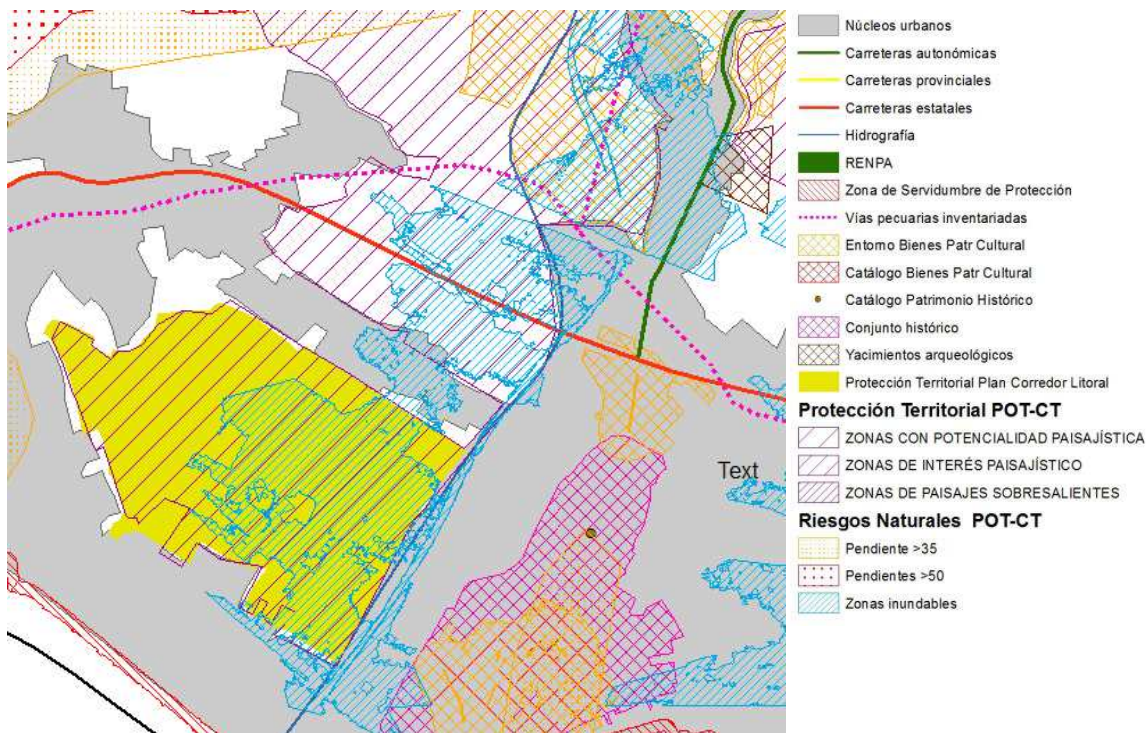 Núcleos urbanos
Carreteras autonómicas
Carreteras provinciales
Carreteras estatales
Hidrografía
RENPA
Zona de Servidumbre de Protección
Vías pecuarias inventariadas
Entorno Bienes Patr Cultural
Catálogo Bienes Patr Cultural
Catálogo Patrimonio Histórico
Conjunto histórico
Yacimientos arqueológicos
Protección Territorial Plan Corredor Litoral
Protección Territorial POT-CT
ZONAS CON POTENCIALIDAD PAISAJÍSTICA
ZONAS DE INTERÉS PAISAJÍSTICO
ZONAS DE PAISAJES SOBRESALIENTES
Riesgos Naturales POT-CT
Pendiente >35
Pendientes >50
Zonas inundables
Text